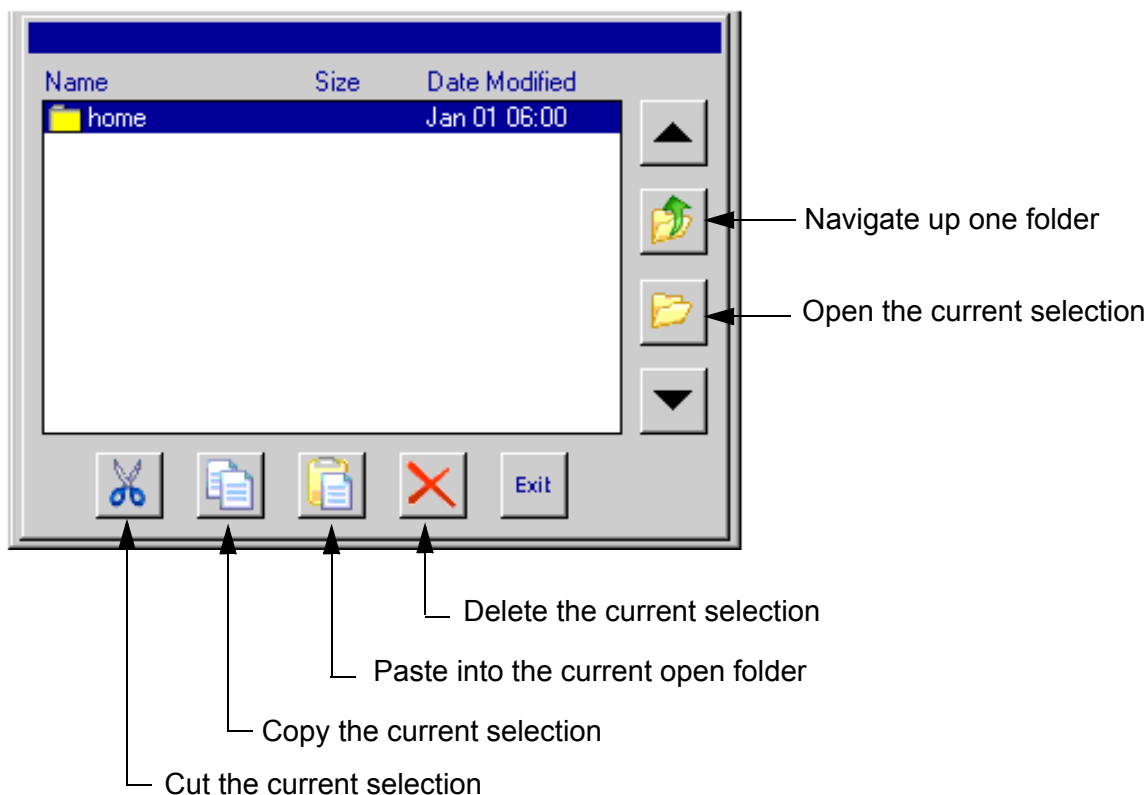 Name Size Date Modified
home Jan 01 06:00
Navigate up one folder
Open the current selection
Exit
Delete the current selection
Paste into the current open folder
Copy the current selection
Cut the current selection